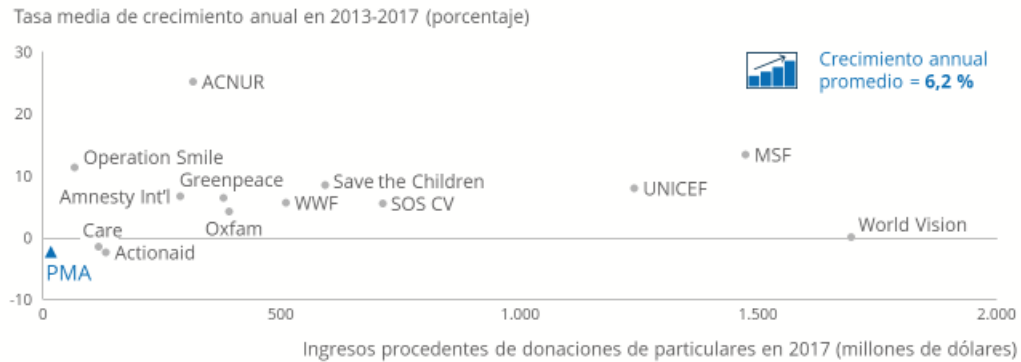 Tasa media de crecimiento anual en 2013-2017 (porcentaje)
30
Crecimiento annual
promedio = 6,2 %
ACNUR
20
Operation Smile
MSF
10
Greenpeace
Save the Children
UNICEF
Amnesty Int'l
WWF
SOS CV
Oxfam
World Vision
Care
0
Actionaid
PMA
-10
0
500
1.000
1.500
2.000
Ingresos procedentes de donaciones de particulares en 2017 (millones de dólares)